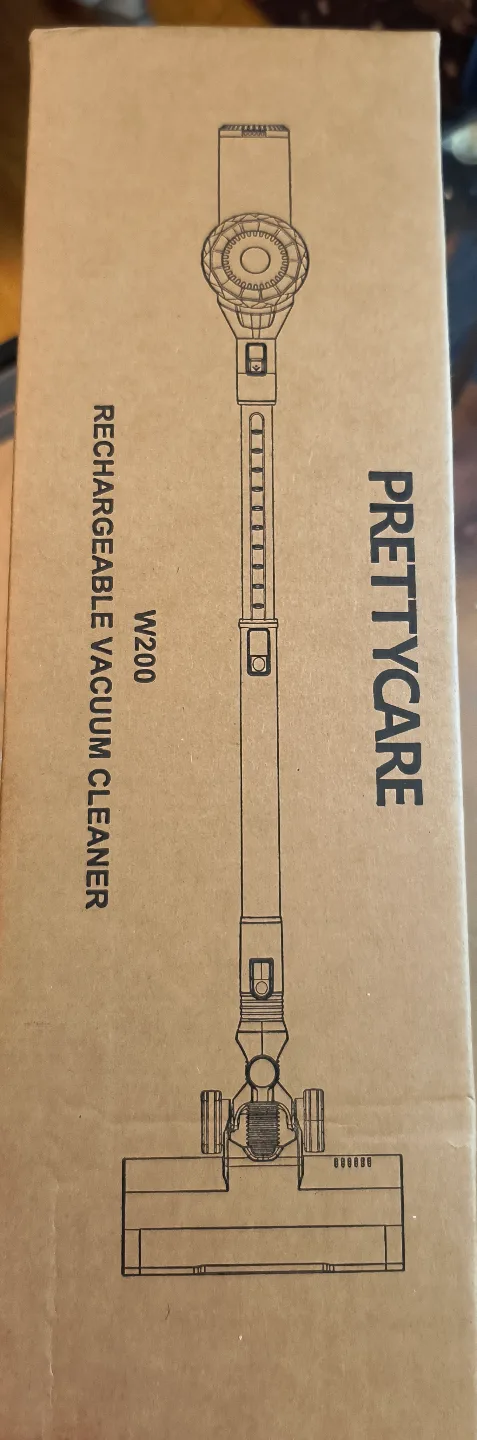 PRETTYCARE
W200
RECHARGEABLE VACUUM CLEANER